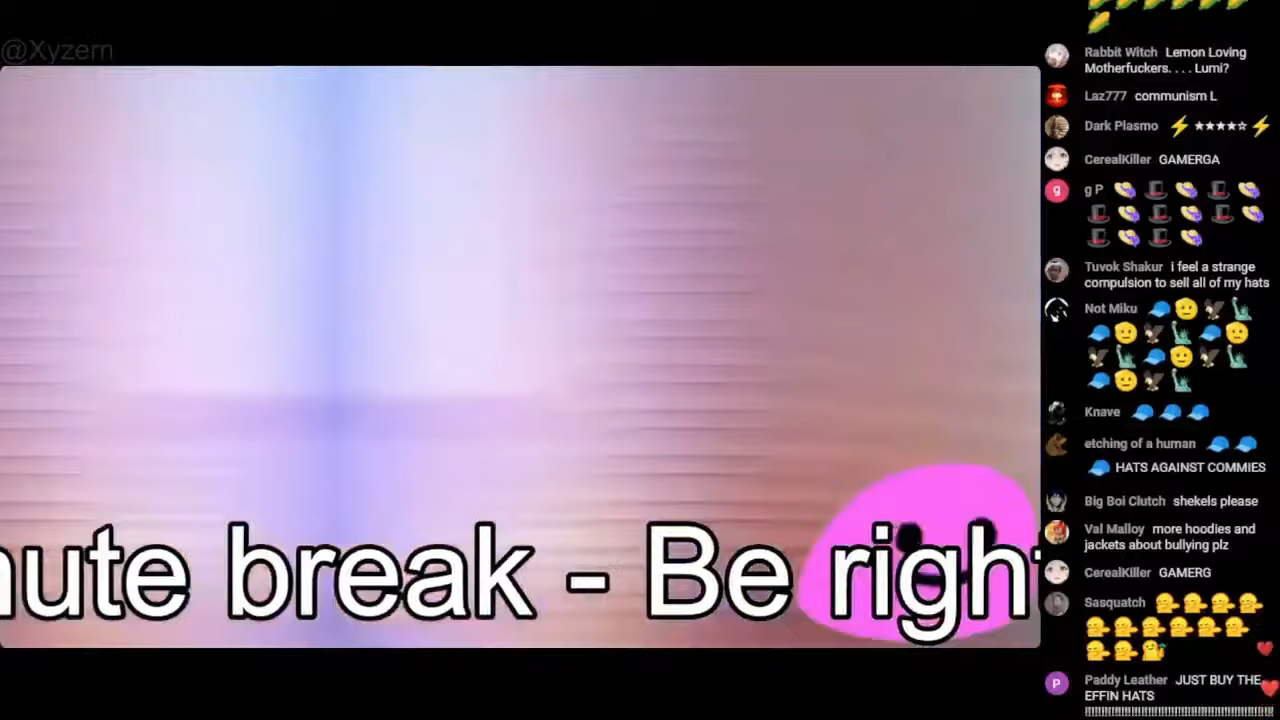 @Xyzern
nute break - Be right
Rabbit Witch Lemon Loving
Motherfuckers. . . . Lumi?
Laz777 communism L
Dark Plasmo ⚡ ★★★★☆ ⚡
CerealKiller GAMERGA
g
g P
Tuvok Shakur i feel a strange
compulsion to sell all of my hats
Not Miku
Knave
etching of a human
HATS AGAINST COMMIES
Big Boi Clutch shekels please
Val Malloy more hoodies and
jackets about bullying plz
CerealKiller GAMERG
Sasquatch
P
Paddy Leather JUST BUY THE
EFFIN HATS